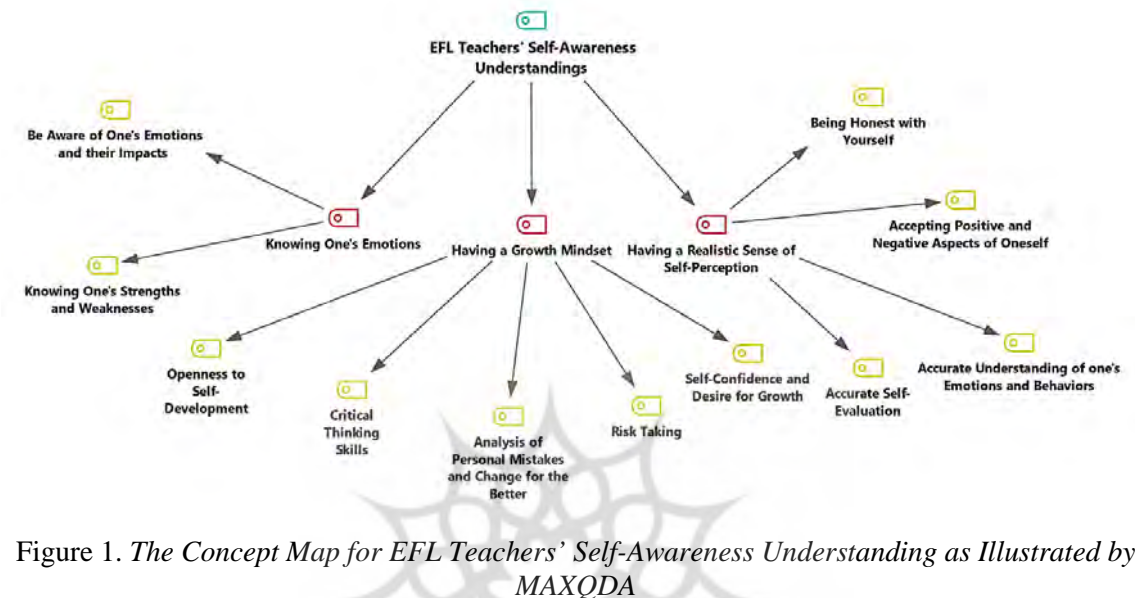 EFL Teachers' Self-Awareness
Understandings
Be Aware of One's Emotions
and their Impacts
Being Honest with
Yourself
Knowing One's Emotions
Having a Growth Mindset
Having a Realistic Sense of
Self-Perception
Accepting Positive and
Negative Aspects of Oneself
Knowing One's Strengths
and Weaknesses
Openness to
Self-
Development
Critical
Thinking
Skills
Analysis of
Personal Mistakes
and Change for the
Better
Risk Taking
Self-Confidence and
Desire for Growth
Accurate Self-
Evaluation
Accurate Understanding of one's
Emotions and Behaviors
Figure 1. The Concept Map for EFL Teachers' Self-Awareness Understanding as Illustrated by
MAXQDA